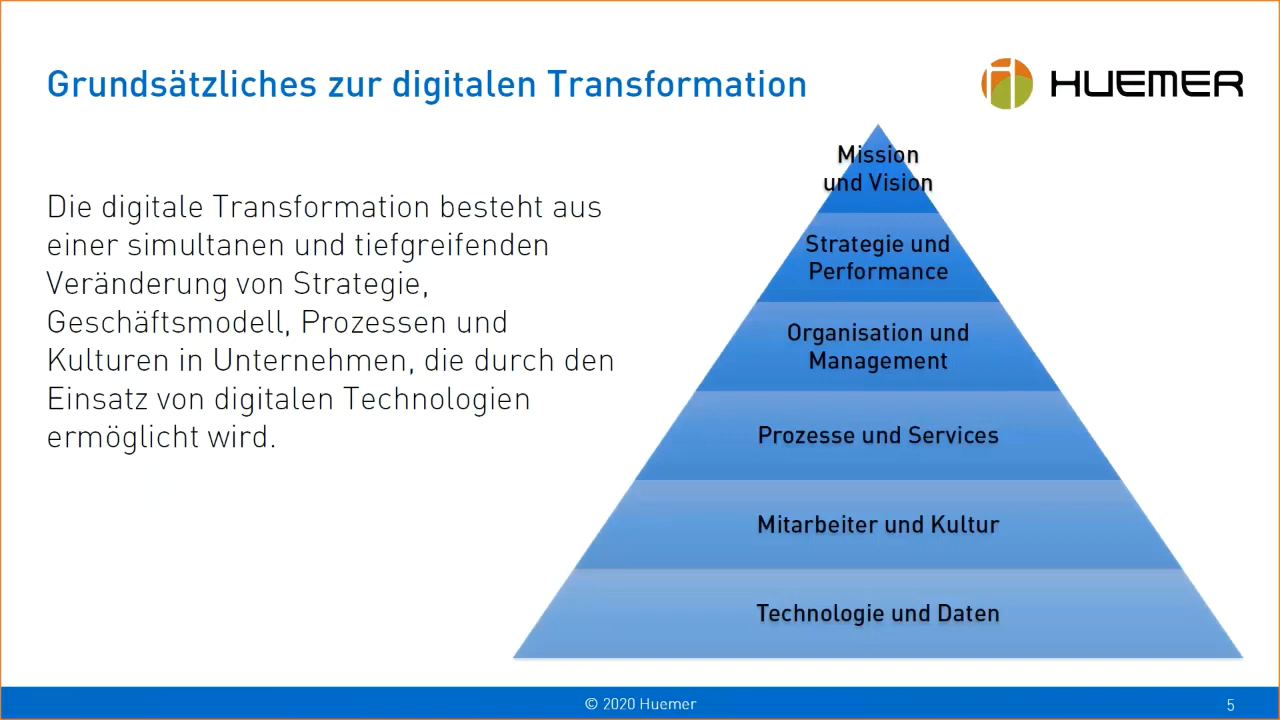 Grundsätzliches zur digitalen Transformation
HUEMER
Die digitale Transformation besteht aus
einer simultanen und tiefgreifenden
Veränderung von Strategie,
Geschäftsmodell, Prozessen und
Kulturen in Unternehmen, die durch den
Einsatz von digitalen Technologien
ermöglicht wird.
Mission
und Vision
Strategie und
Performance
Organisation und
Management
Prozesse und Services
Mitarbeiter und Kultur
Technologie und Daten
© 2020 Huemer
5